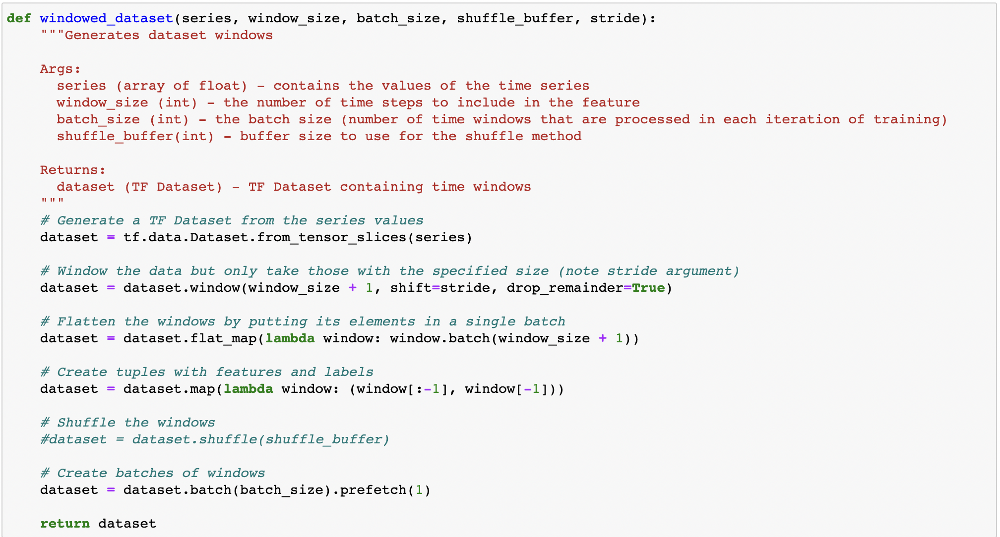 def windowed_dataset(series, window_size, batch_size, shuffle_buffer, stride):
    """Generates dataset windows

    Args:
      series (array of float) - contains the values of the time series
      window_size (int) - the number of time steps to include in the feature
      batch_size (int) - the batch size (number of time windows that are processed in each iteration of training)
      shuffle_buffer(int) - buffer size to use for the shuffle method

    Returns:
      dataset (TF Dataset) - TF Dataset containing time windows
    """
    # Generate a TF Dataset from the series values
    dataset = tf.data.Dataset.from_tensor_slices(series)

    # Window the data but only take those with the specified size (note stride argument)
    dataset = dataset.window(window_size + 1, shift=stride, drop_remainder=True)

    # Flatten the windows by putting its elements in a single batch
    dataset = dataset.flat_map(lambda window: window.batch(window_size + 1))

    # Create tuples with features and labels
    dataset = dataset.map(lambda window: (window[:-1], window[-1]))

    # Shuffle the windows
    #dataset = dataset.shuffle(shuffle_buffer)

    # Create batches of windows
    dataset = dataset.batch(batch_size).prefetch(1)

    return dataset